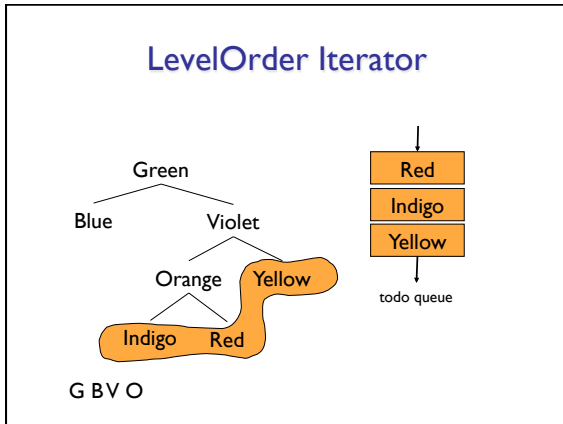 LevelOrder Iterator
Green
Blue Violet
Orange Yellow
Indigo Red
G B V O
Red
Indigo
Yellow
todo queue